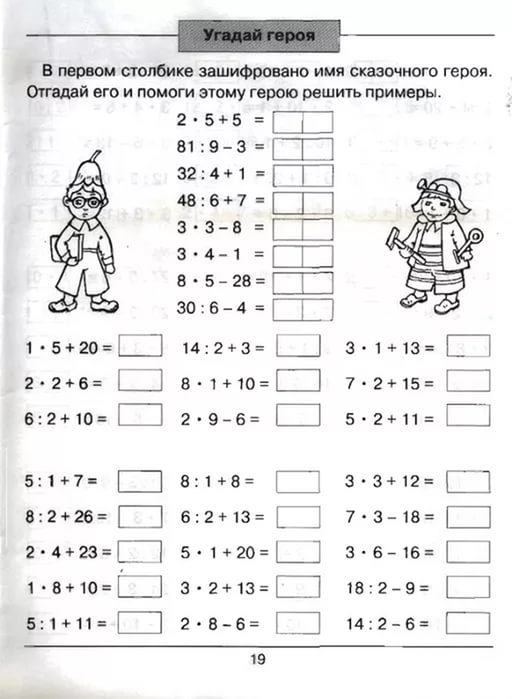 Угадай героя
В первом столбике зашифровано имя сказочного героя.
Отгадай его и помоги этому герою решить примеры.
2 · 5 + 5 =
81 : 9 – 3 =
32 : 4 + 1 =
48 : 6 + 7 =
3 · 3 – 8 =
3 · 4 – 1 =
8 · 5 – 28 =
30 : 6 – 4 =
1 · 5 + 20 = 14 : 2 + 3 = 3 · 1 + 13 =
2 · 2 + 6 = 8 · 1 + 10 = 7 · 2 + 15 =
6 : 2 + 10 = 2 · 9 – 6 = 5 · 2 + 11 =
5 : 1 + 7 = 8 : 1 + 8 = 3 · 3 + 12 =
8 : 2 + 26 = 6 : 2 + 13 = 7 · 3 – 18 =
2 · 4 + 23 = 5 · 1 + 20 = 3 · 6 – 16 =
1 · 8 + 10 = 3 · 2 + 13 = 18 : 2 – 9 =
5 : 1 + 11 = 2 · 8 – 6 = 14 : 2 – 6 =
19